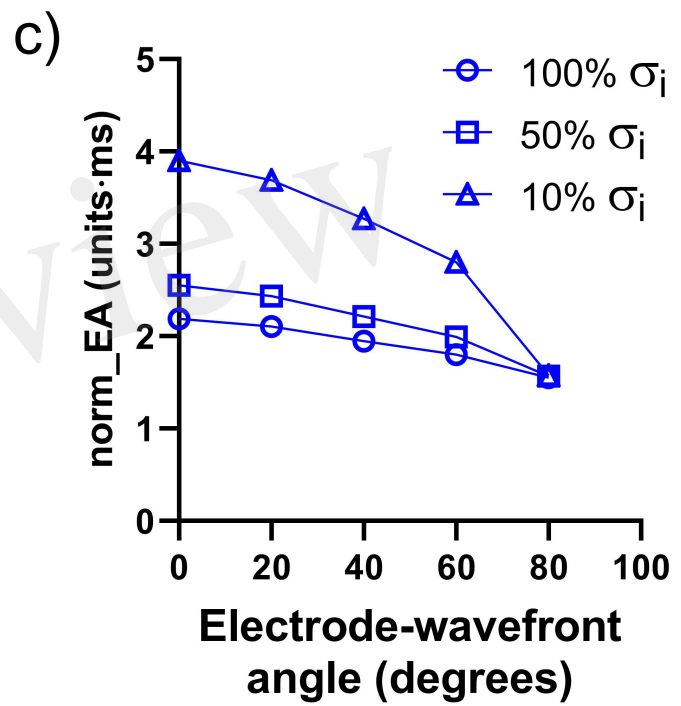 c)
100% σi
50% σi
10% σi
norm_EA (units·ms)
5
4
3
2
1
0
0 20 40 60 80 100
Electrode-wavefront
angle (degrees)
view